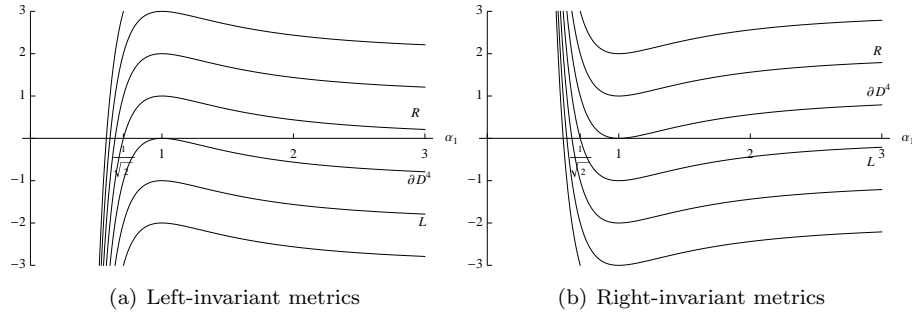 3
2
1
−1
−2
−3
1
√2
1
2
3
α₁
R
∂D⁴
L
(a) Left-invariant metrics
3
2
1
−1
−2
−3
1
√2
1
2
3
α₁
R
∂D⁴
L
(b) Right-invariant metrics